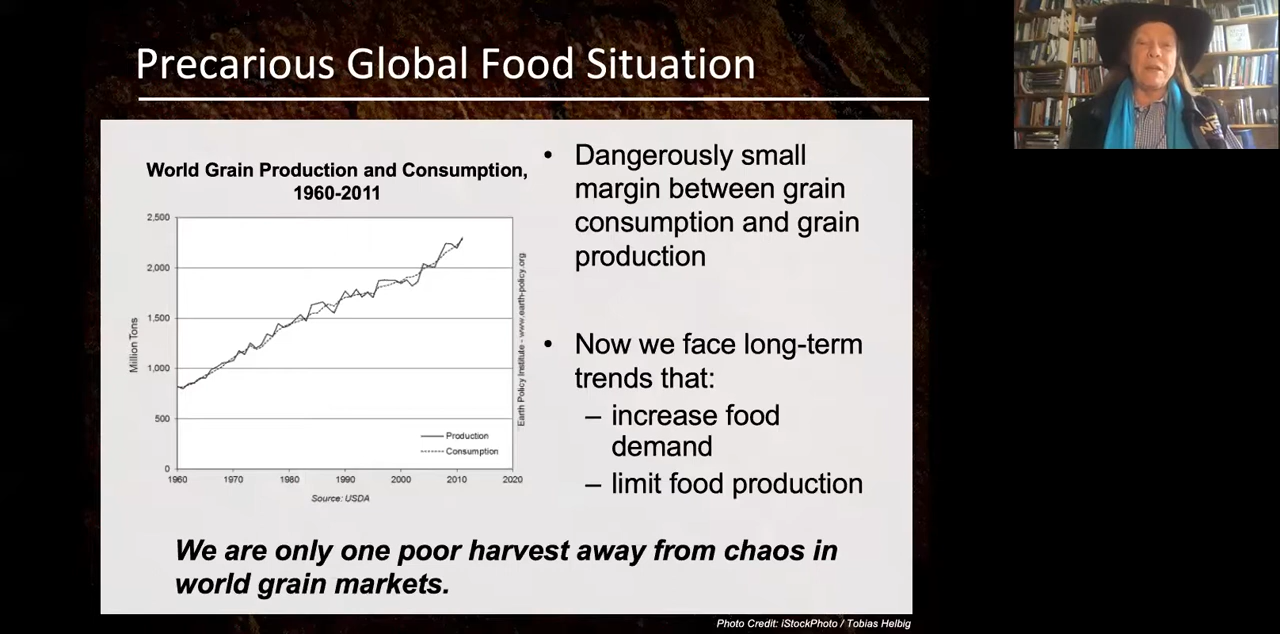 Precarious Global Food Situation
World Grain Production and Consumption,
1960-2011
2,500
2,000
1,500
1,000
500
0
Million Tons
1960 1970 1980 1990 2000 2010 2020
Production
Consumption
Source: USDA
Earth Policy Institute - www.earth-policy.org
• Dangerously small
margin between grain
consumption and grain
production
• Now we face long-term
trends that:
– increase food
demand
– limit food production
We are only one poor harvest away from chaos in
world grain markets.
Photo Credit: iStockPhoto / Tobias Helbig